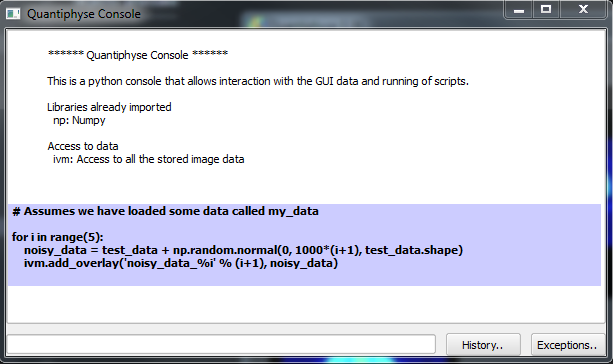 Quantiphyse Console
****** Quantiphyse Console ******
This is a python console that allows interaction with the GUI data and running of scripts.
Libraries already imported
np: Numpy
Access to data
ivm: Access to all the stored image data
# Assumes we have loaded some data called my_data
for i in range(5):
noisy_data = test_data + np.random.normal(0, 1000*(i+1), test_data.shape)
ivm.add_overlay('noisy_data_%i' % (i+1), noisy_data)
History..
Exceptions..